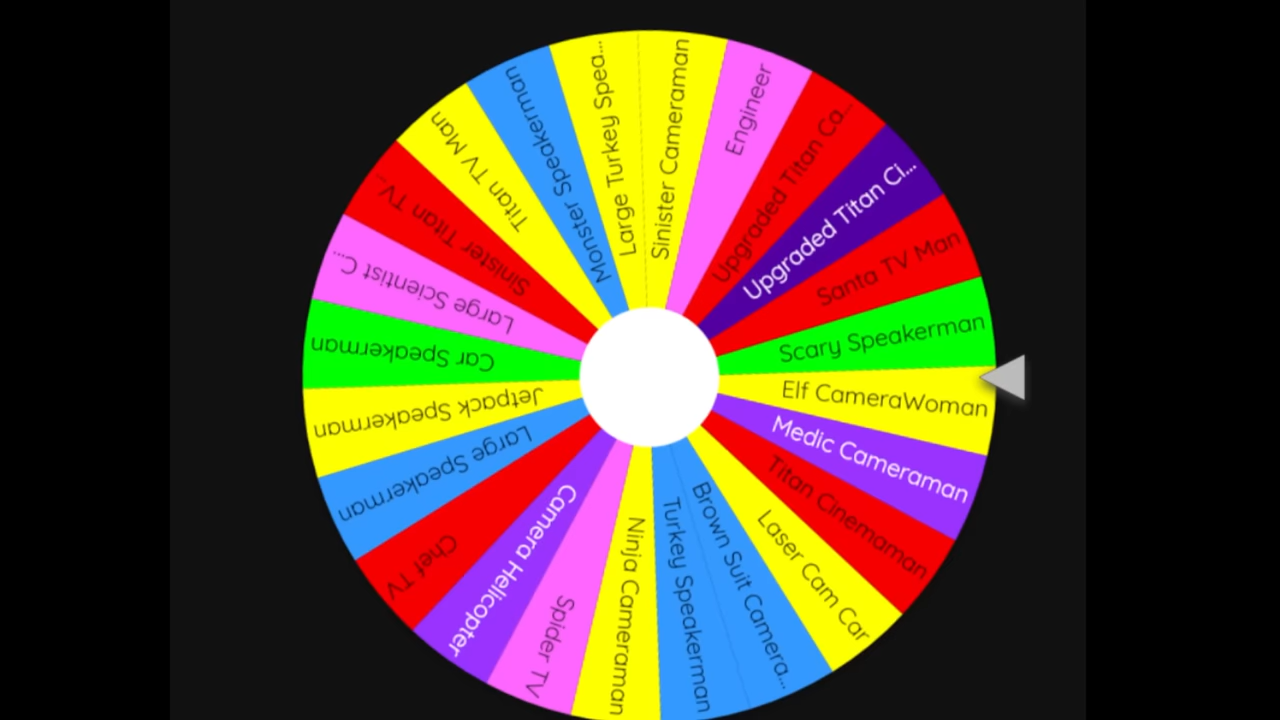 Large Turkey Spea...
Sinister Cameraman
Engineer
Upgraded Titan Ca...
Upgraded Titan Ci...
Santa TV Man
Scary Speakerman
Elf CameraWoman
Medic Cameraman
Titan Cinemaman
Laser Cam Car
Brown Suit Camera...
Turkey Speakerman
Ninja Cameraman
Spider TV
Camera Helicopter
Chef TV
Large Speakerman
Jetpack Speakerman
Car Speakerman
Large Scientist C...
Sinister Titan TV...
Titan TV Man
Monster Speakerman